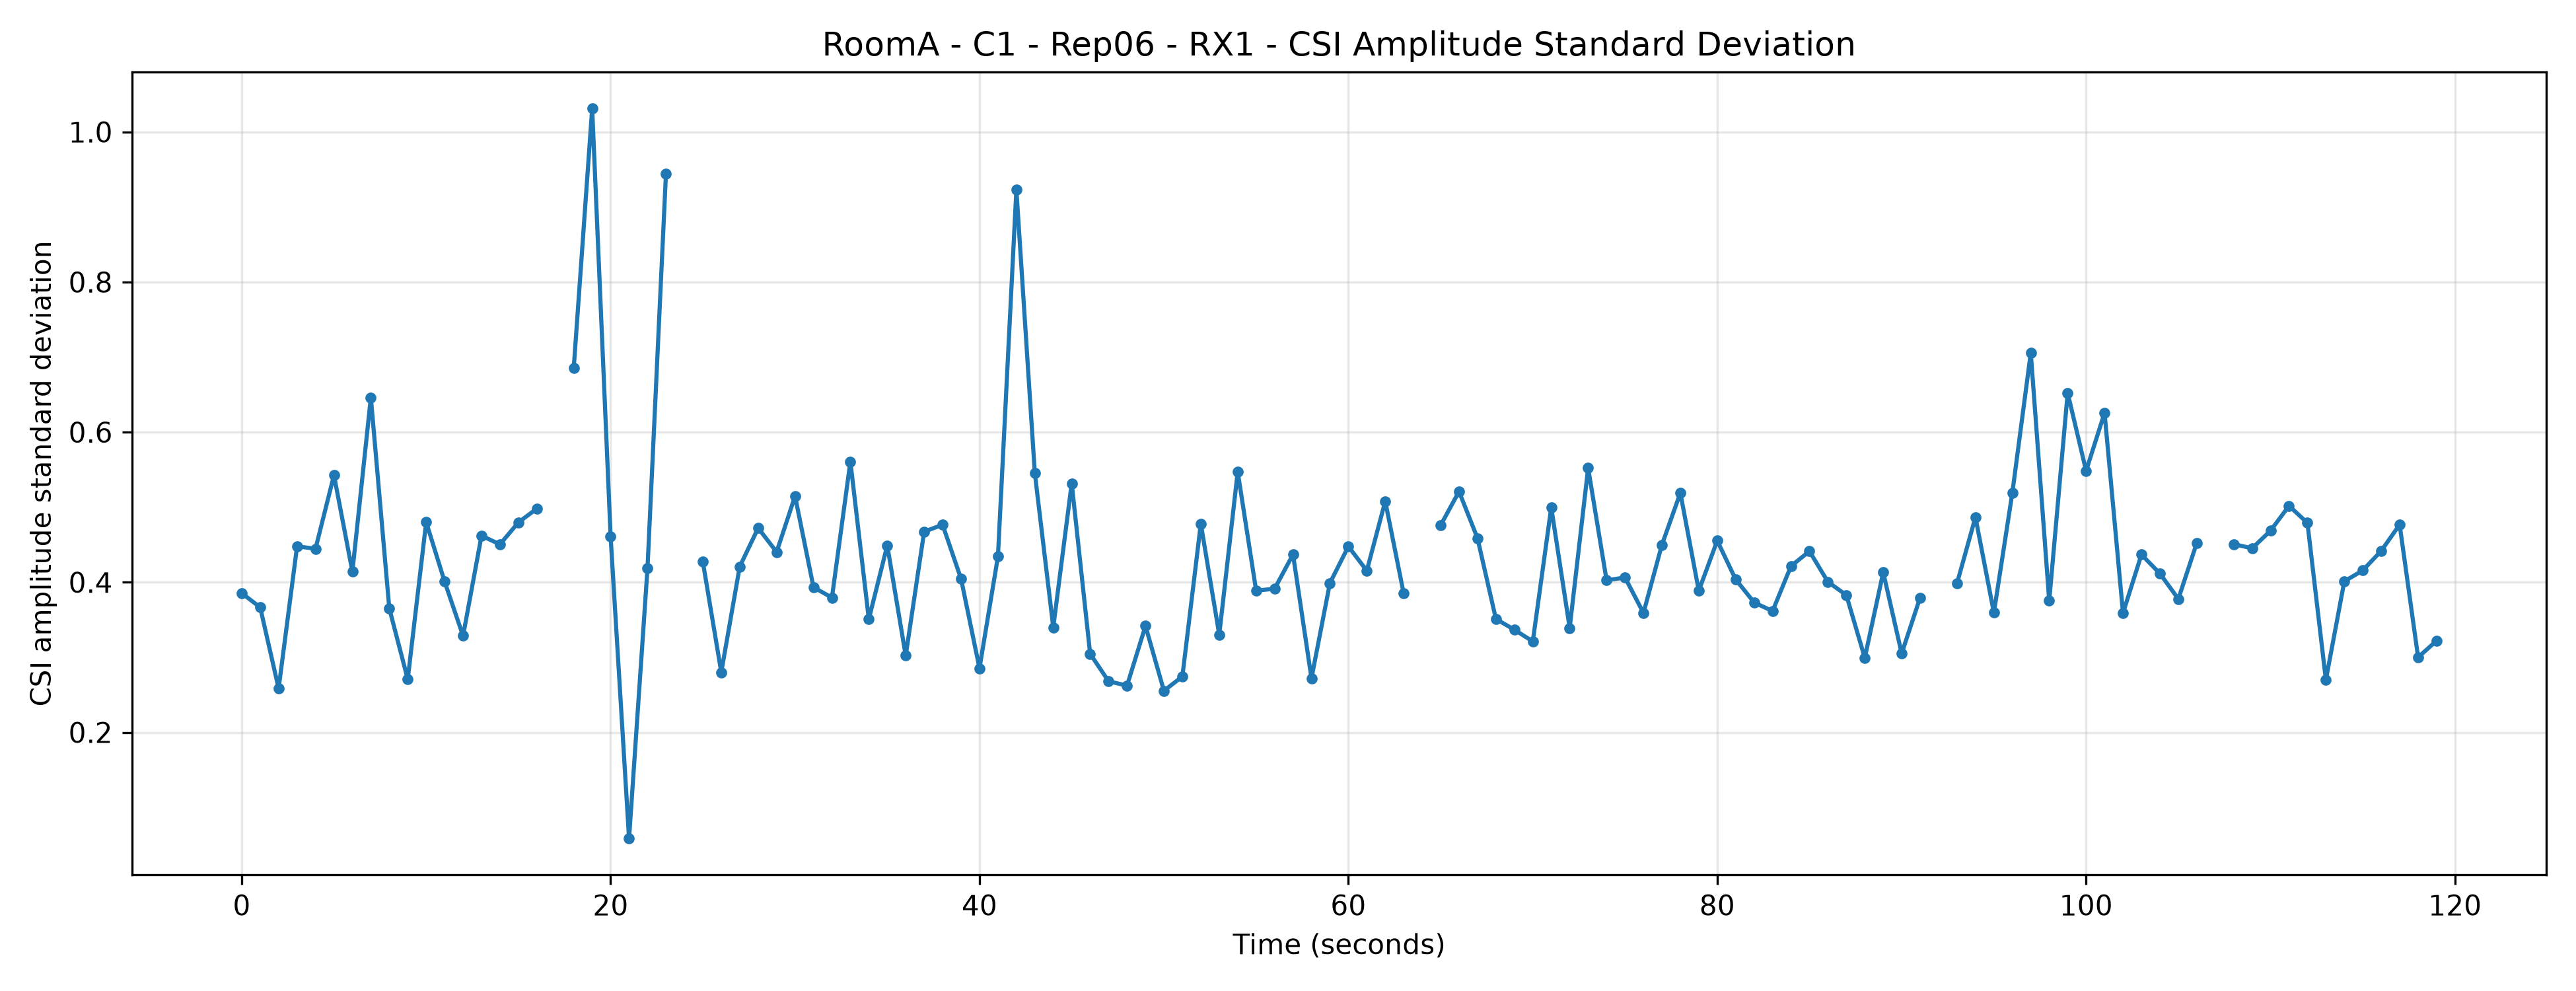 RoomA - C1 - Rep06 - RX1 - CSI Amplitude Standard Deviation
CSI amplitude standard deviation
1.0
0.8
0.6
0.4
0.2
0 20 40 60 80 100 120
Time (seconds)